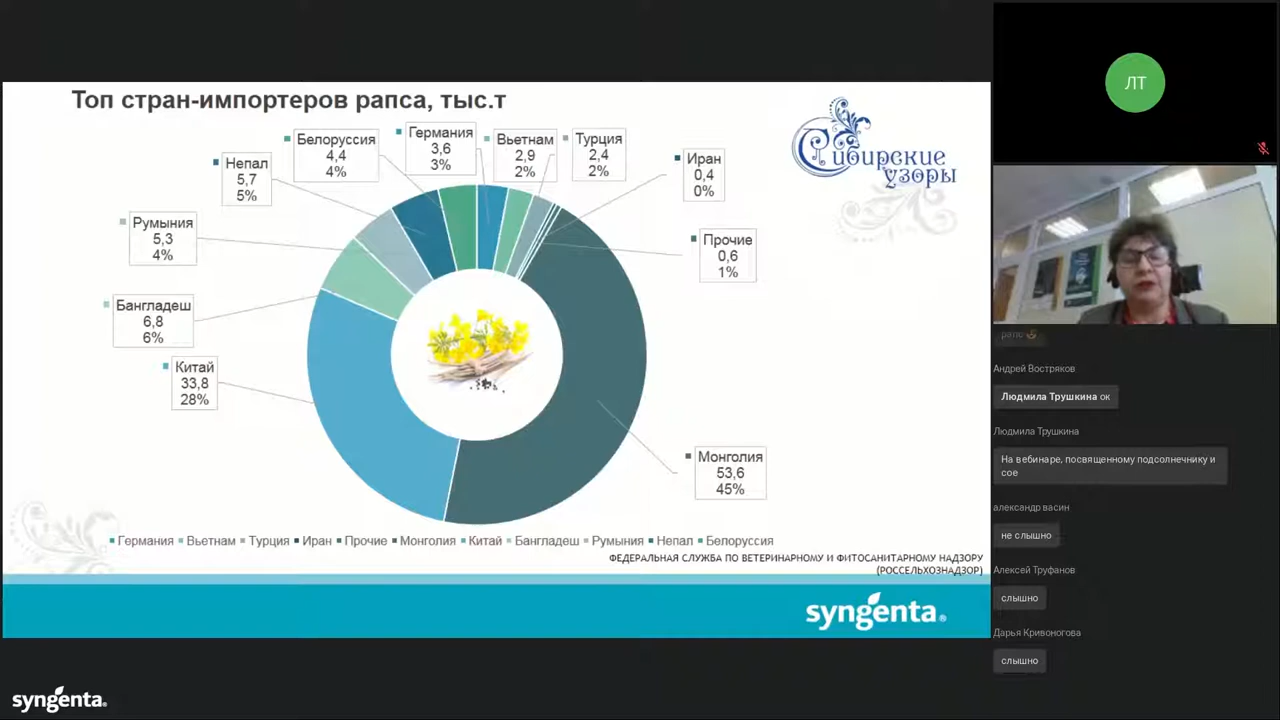 Топ стран-импортеров рапса, тыс.т
Сибирские
узоры
Белоруссия
4,4
4%
Германия
3,6
3%
Вьетнам
2,9
2%
Турция
2,4
2%
Иран
0,4
0%
Непал
5,7
5%
Румыния
5,3
4%
Прочие
0,6
1%
Бангладеш
6,8
6%
Китай
33,8
28%
Монголия
53,6
45%
Германия Вьетнам Турция Иран Прочие Монголия Китай Бангладеш Румыния Непал Белоруссия
ФЕДЕРАЛЬНАЯ СЛУЖБА ПО ВЕТЕРИНАРНОМУ И ФИТОСАНИТАРНОМУ НАДЗОРУ
(РОССЕЛЬХОЗНАДЗОР)
syngenta®
syngenta®
ЛТ
рапс
Андрей Востряков
Людмила Трушкина ок
Людмила Трушкина
На вебинаре, посвященному подсолнечнику и
сое
александр васин
не слышно
Алексей Труфанов
слышно
Дарья Кривоногова
слышно